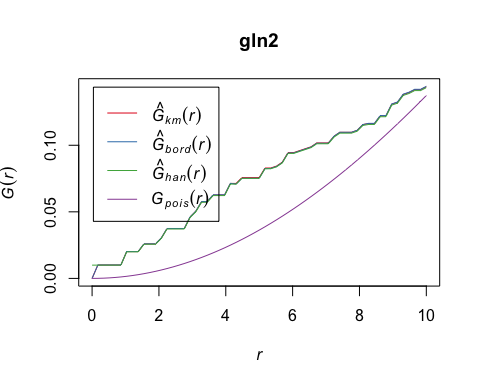 gln2
Ĝkm(r)
Ĝbord(r)
Ĝhan(r)
Gpois(r)
G(r)
0.10
0.05
0.00
0 2 4 6 8 10
r